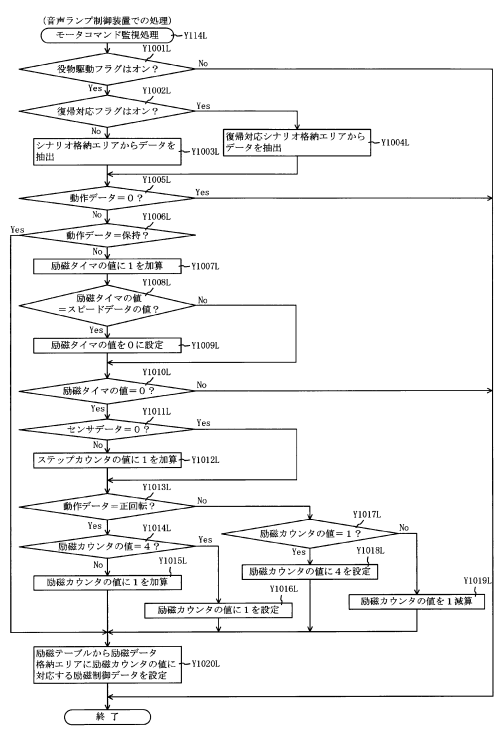 (音声ランプ制御装置での処理)
モータコマンド監視処理 Y114L
Y1001L
役物駆動フラグはオン? No
Yes Y1002L
復帰対応フラグはオン? Yes
No
シナリオ格納エリアからデータを
抽出 Y1003L
復帰対応シナリオ格納エリアから
データを抽出 Y1004L
Y1005L
動作データ=0? Yes
No Y1006L
Yes 動作データ=保持?
No
励磁タイマの値に1を加算 Y1007L
Y1008L
励磁タイマの値
=スピードデータの値? No
Yes
励磁タイマの値を0に設定 Y1009L
Y1010L
励磁タイマの値=0? No
Yes Y1011L
センサデータ=0? Yes
No
ステップカウンタの値に1を加算 Y1012L
Y1013L
動作データ=正回転? No
Yes Y1014L
励磁カウンタの値=4? Yes
No Y1015L
励磁カウンタの値に1を加算
Y1016L
励磁カウンタの値に1を設定
Y1017L
励磁カウンタの値=1? No
Yes Y1018L
励磁カウンタの値に4を設定
Y1019L
励磁カウンタの値を1減算
励磁テーブルから励磁データ
格納エリアに励磁カウンタの値に
対応する励磁制御データを設定 Y1020L
終了